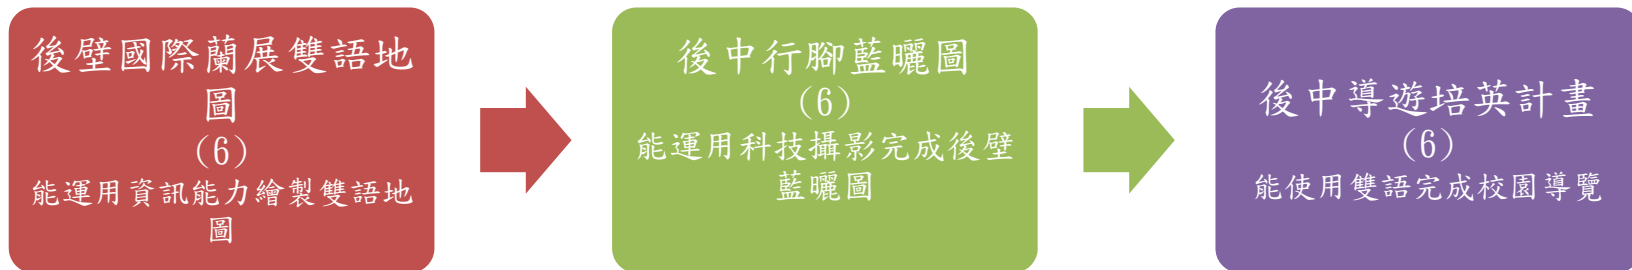 後壁國際蘭展雙語地
圖
(6)
能運用資訊能力繪製雙語地
圖
後中行腳藍曬圖
(6)
能運用科技攝影完成後壁
藍曬圖
後中導遊培英計畫
(6)
能使用雙語完成校園導覽